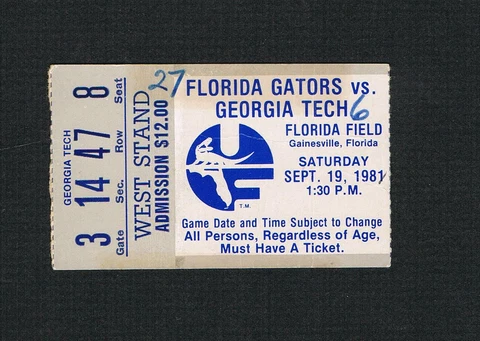 GEORGIA TECH
3 14 47 8
Gate Sec. Row Seat
WEST STAND
ADMISSION $12.00
27
FLORIDA GATORS vs.
GEORGIA TECH 6
FLORIDA FIELD
Gainesville, Florida
SATURDAY
SEPT. 19, 1981
1:30 P.M.
UF
T.M.
Game Date and Time Subject to Change
All Persons, Regardless of Age,
Must Have A Ticket.